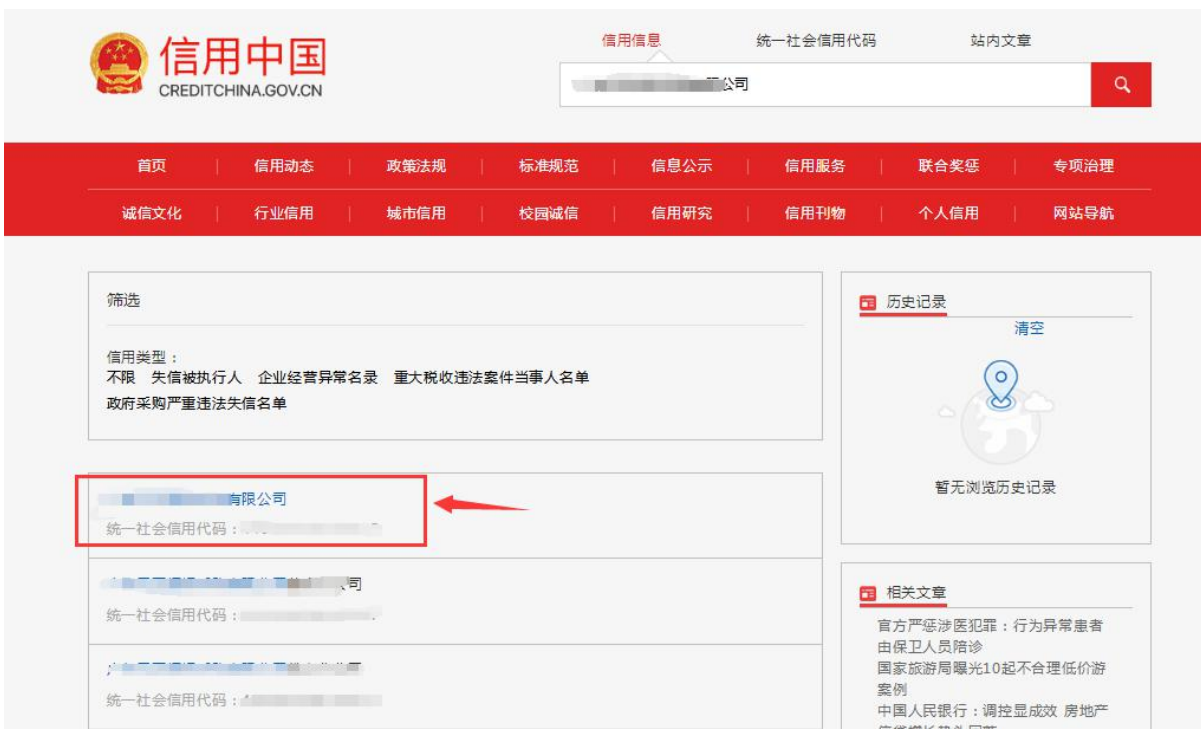 信用中国
CREDITCHINA.GOV.CN
信用信息 统一社会信用代码 站内文章
公司
首页 信用动态 政策法规 标准规范 信息公示 信用服务 联合奖惩 专项治理
诚信文化 行业信用 城市信用 校园诚信 信用研究 信用刊物 个人信用 网站导航
筛选
信用类型：
不限 失信被执行人 企业经营异常名录 重大税收违法案件当事人名单
政府采购严重违法失信名单
有限公司
统一社会信用代码：
司
统一社会信用代码：
统一社会信用代码：
历史记录
清空
暂无浏览历史记录
相关文章
官方严惩涉医犯罪：行为异常患者
由保卫人员陪诊
国家旅游局曝光10起不合理低价游
案例
中国人民银行：调控显成效 房地产